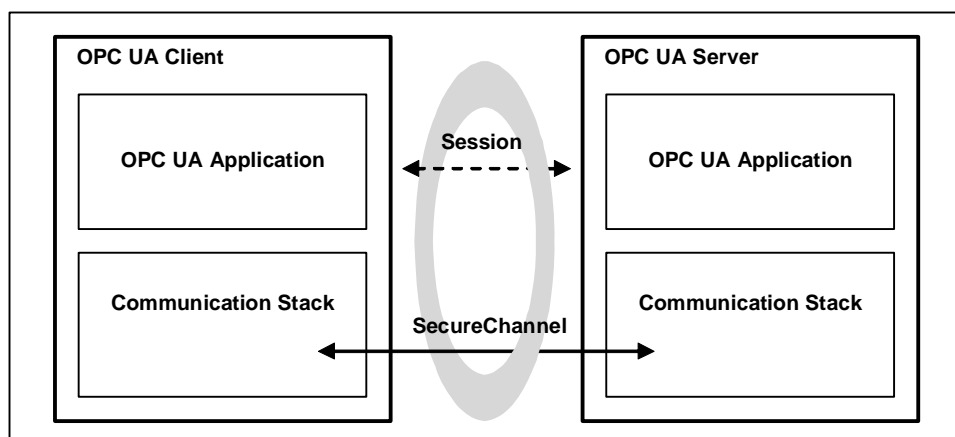 OPC UA Client
OPC UA Server
OPC UA Application
Session
OPC UA Application
Communication Stack
SecureChannel
Communication Stack